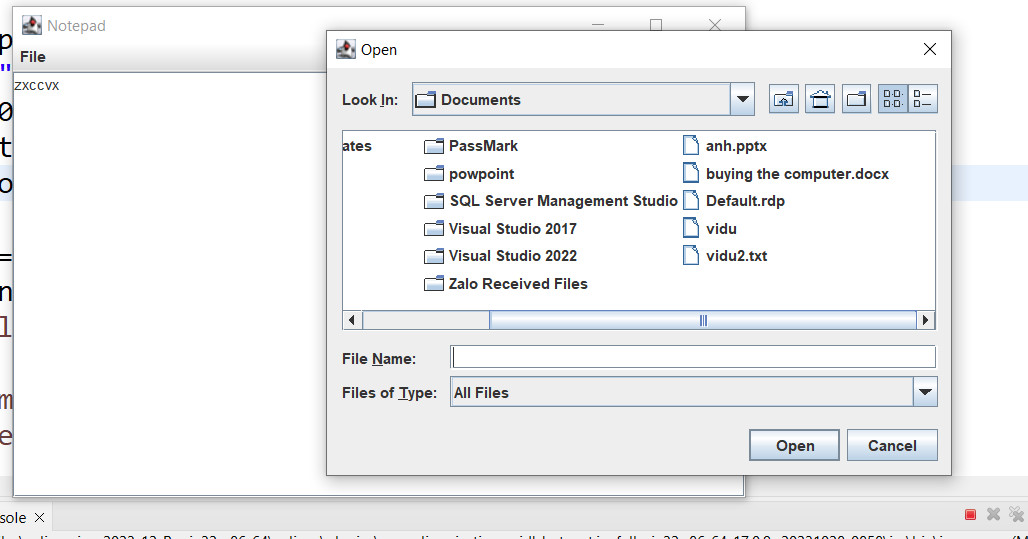 Notepad
File
zxccvx
Open
Look In:
Documents
ates
PassMark
powpoint
SQL Server Management Studio
Visual Studio 2017
Visual Studio 2022
Zalo Received Files
anh.pptx
buying the computer.docx
Default.rdp
vidu
vidu2.txt
File Name:
Files of Type:
All Files
Open
Cancel
p
"
0
t
o
=
n
l
m
e
sole